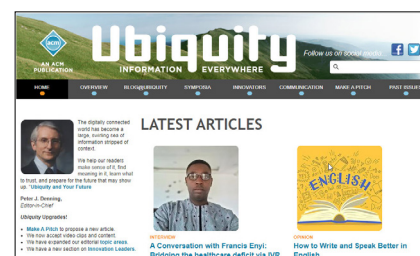 acm
AN ACM
PUBLICATION
Ubiquity
INFORMATION EVERYWHERE
Follow us on social media
HOME
OVERVIEW
BLOG@UBIQUITY
SYMPOSIA
INNOVATORS
COMMUNICATION
MAKE A PITCH
PAST ISSUES
The digitally connected
world has become a
large, swirling sea of
information stripped of
context.
We help our readers
make sense of it, find
meaning in it, learn what
to trust, and prepare for the future that may show
up. "Ubiquity and Your Future
Peter J. Denning,
Editor-in-Chief
Ubiquity Upgrades!
Make A Pitch to propose a new article.
We now accept video clips and content.
We have expanded our editorial topic areas.
We have a new section on Innovation Leaders.
LATEST ARTICLES
INTERVIEW
A Conversation with Francis Enyi:
Bridging the healthcare deficit via IVR
ENGLISH
OPINION
How to Write and Speak Better in
English